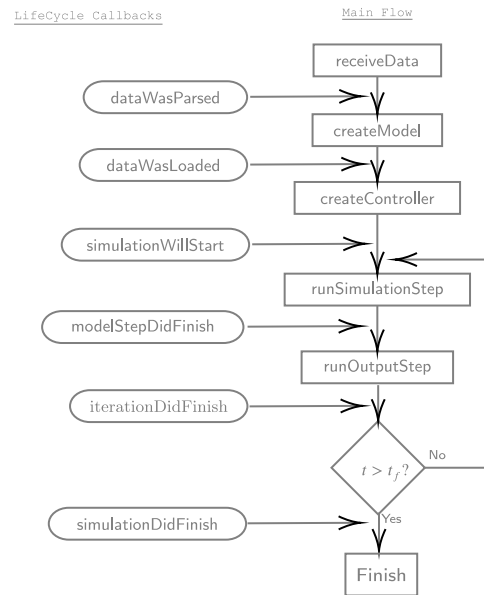 LifeCycle Callbacks
Main Flow
receiveData
dataWasParsed
createModel
dataWasLoaded
createController
simulationWillStart
runSimulationStep
modelStepDidFinish
runOutputStep
iterationDidFinish
No
t > t_f?
Yes
simulationDidFinish
Finish